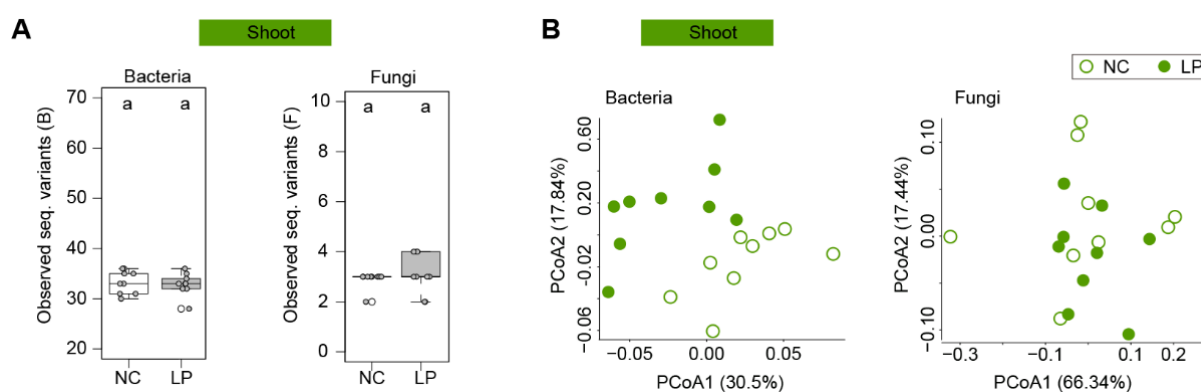 A
Shoot
Bacteria
Observed seq. variants (B)
70
60
50
40
30
20
a
a
NC
LP
Fungi
Observed seq. variants (F)
10
8
6
4
2
0
a
a
NC
LP
B
Shoot
NC
LP
Bacteria
PCoA2 (17.84%)
0.60
0.20
−0.02
−0.06
−0.05
0.00
0.05
PCoA1 (30.5%)
Fungi
PCoA2 (17.44%)
0.10
0.00
−0.10
−0.3
−0.1
0.1
0.2
PCoA1 (66.34%)